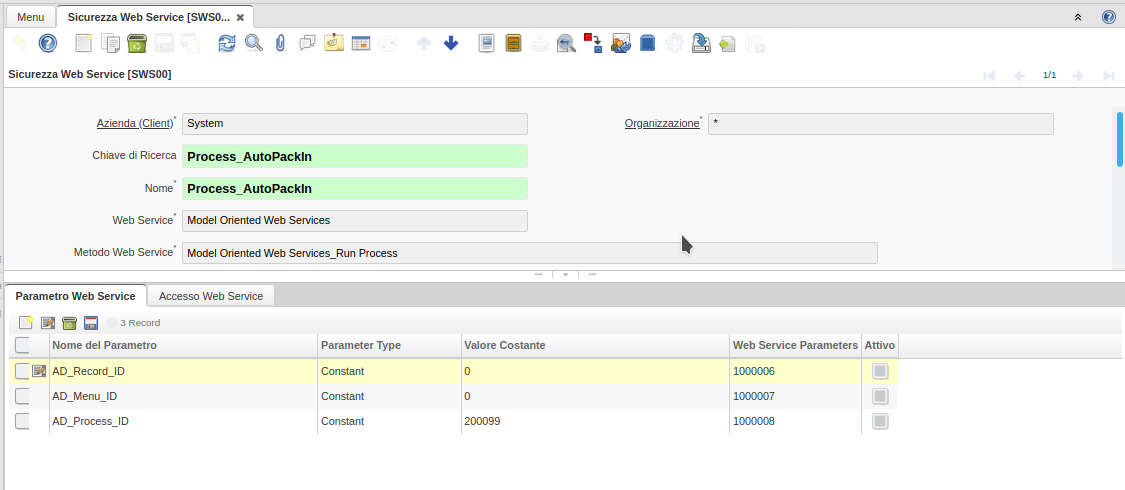 Menu
Sicurezza Web Service [SWS0...
Sicurezza Web Service [SWS00]
1/1
Azienda (Client)* System
Organizzazione* *
Chiave di Ricerca Process_AutoPackIn
Nome* Process_AutoPackIn
Web Service* Model Oriented Web Services
Metodo Web Service* Model Oriented Web Services_Run Process
Parametro Web Service
Accesso Web Service
3 Record
Nome del Parametro Parameter Type Valore Costante Web Service Parameters Attivo
AD_Record_ID Constant 0 1000006
AD_Menu_ID Constant 0 1000007
AD_Process_ID Constant 200099 1000008